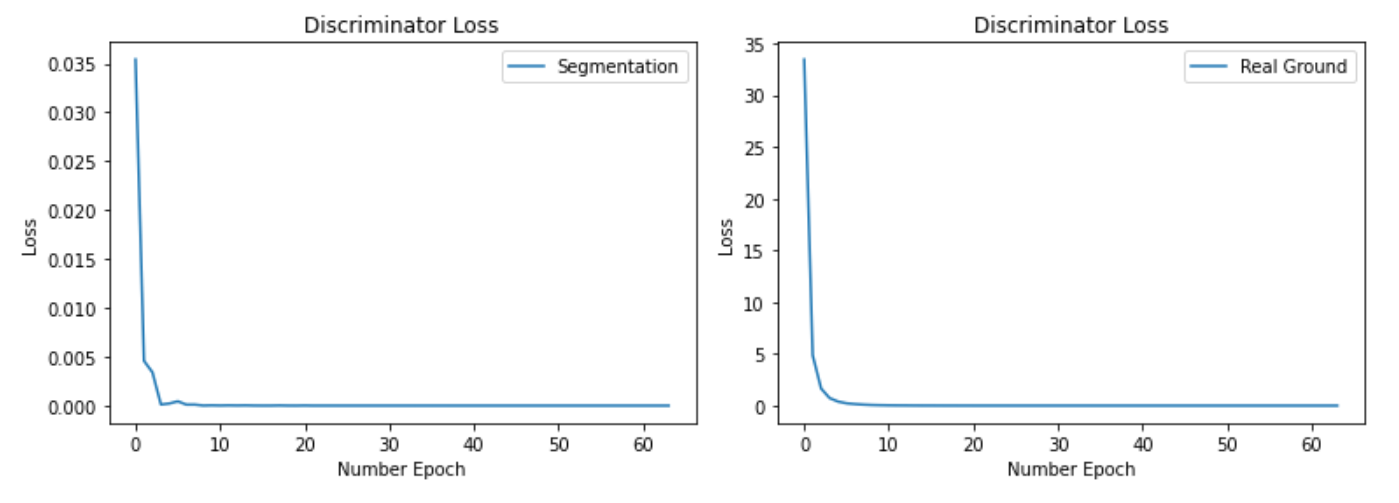 Discriminator Loss
Segmentation
0.035
0.030
0.025
0.020
0.015
0.010
0.005
0.000
Loss
0 10 20 30 40 50 60
Number Epoch
Discriminator Loss
Real Ground
35
30
25
20
15
10
5
0
Loss
0 10 20 30 40 50 60
Number Epoch